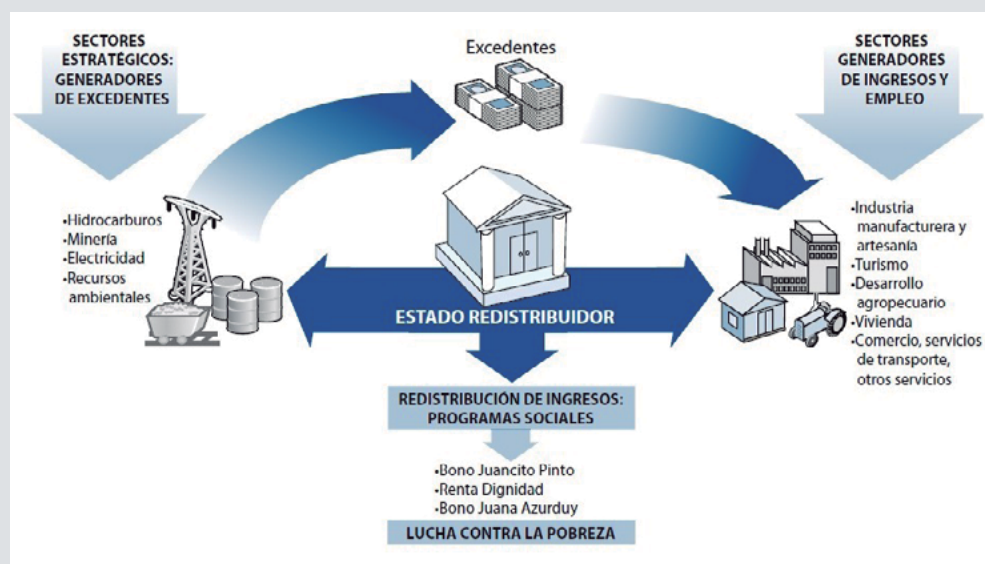 SECTORES
ESTRATÉGICOS:
GENERADORES
DE EXCEDENTES
Excedentes
SECTORES
GENERADORES
DE INGRESOS Y
EMPLEO
•Hidrocarburos
•Minería
•Electricidad
•Recursos
ambientales
•Industria
manufacturera y
artesanía
•Turismo
•Desarrollo
agropecuario
•Vivienda
•Comercio, servicios
de transporte,
otros servicios
ESTADO REDISTRIBUIDOR
REDISTRIBUCIÓN DE INGRESOS:
PROGRAMAS SOCIALES
•Bono Juancito Pinto
•Renta Dignidad
•Bono Juana Azurduy
LUCHA CONTRA LA POBREZA